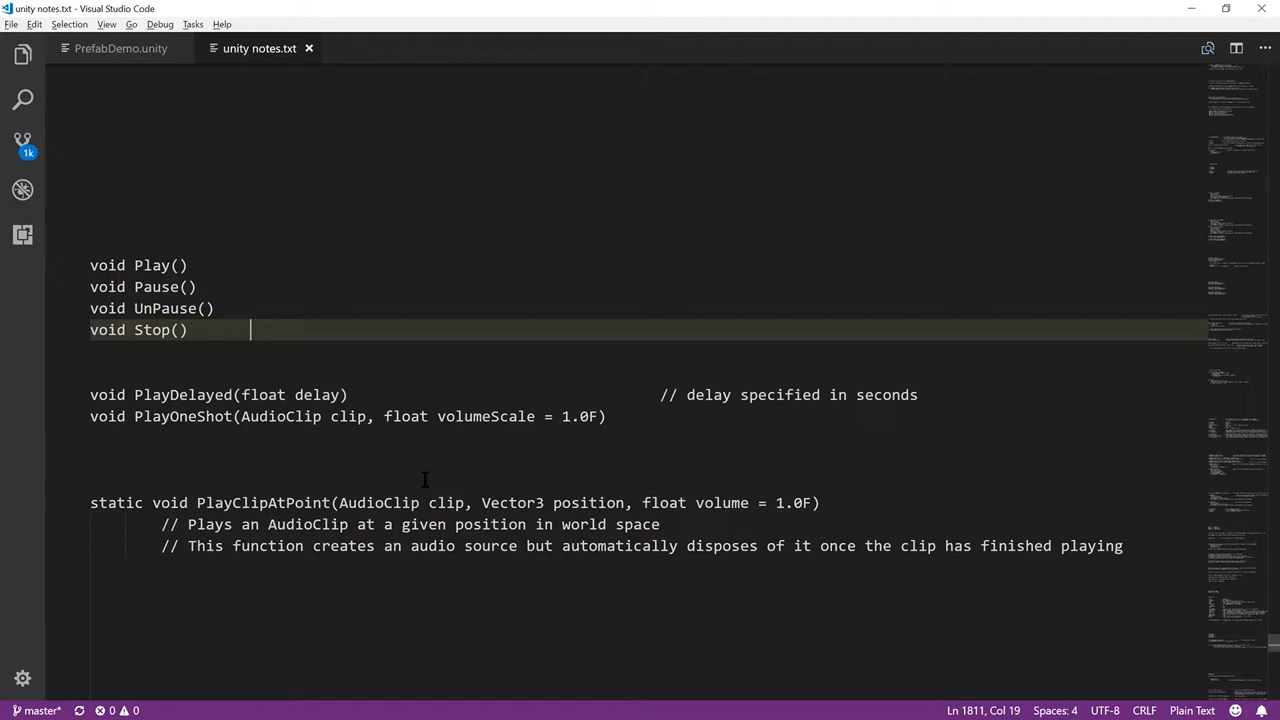 unity notes.txt - Visual Studio Code
File Edit Selection View Go Debug Tasks Help
PrefabDemo.unity unity notes.txt
1k
void Play()
void Pause()
void UnPause()
void Stop()
void PlayDelayed(float delay) // delay specified in seconds
void PlayOneShot(AudioClip clip, float volumeScale = 1.0F)
static void PlayClipAtPoint(AudioClip clip, Vector3 position, float volume = 1.0F)
// Plays an AudioClip at a given position in world space
// This function creates an audio source but automatically disposes of it once the clip has finished playing
master* 0 0 Ln 1811, Col 19 Spaces: 4 UTF-8 CRLF Plain Text